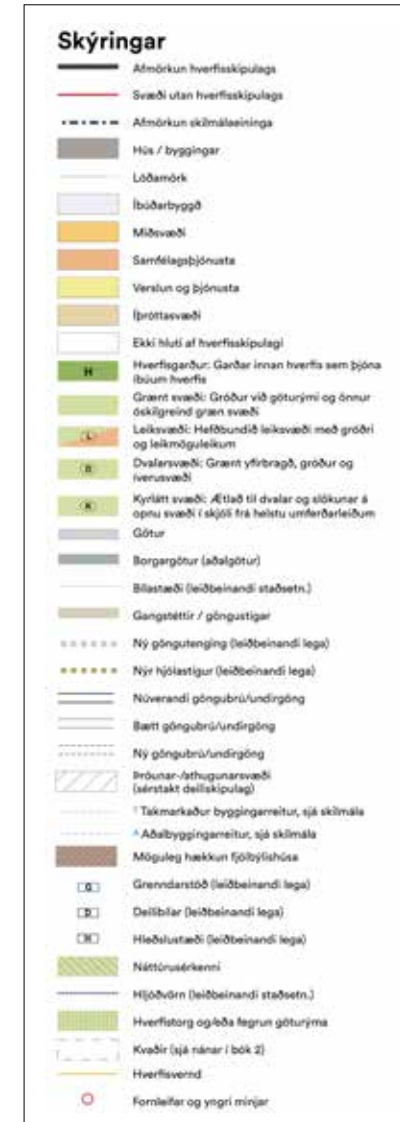 Skýringar
Afmörkun hverfisskipulags
Svæði utan hverfisskipulags
Afmörkun skilmálaeininga
Hús / byggingar
Lóðamörk
Íbúðarbyggð
Miðsvæði
Samfélagsþjónusta
Verslun og þjónusta
Íþróttasvæði
Ekki hluti af hverfisskipulagi
H Hverfisgarður: Garðar innan hverfis sem þjóna
íbúum hverfis
Grænt svæði: Gróður við göturými og önnur
óskilgreind græn svæði
L Leiksvæði: Hefðbundið leiksvæði með gróðri
og leikmöguleikum
D Dvalarsvæði: Grænt yfirbragð, gróður og
íverusvæði
K Kyrlátt svæði: Ætlað til dvalar og slökunar á
opnu svæði í skjóli frá helstu umferðarleiðum
Götur
Borgargötur (aðalgötur)
Bílastæði (leiðbeinandi staðsetn.)
Gangstéttir / göngustígar
Ný göngutenging (leiðbeinandi lega)
Nýr hjólastígur (leiðbeinandi lega)
Núverandi göngubrú/undirgöng
Bætt göngubrú/undirgöng
Ný göngubrú/undirgöng
Þróunar-/athugunarsvæði
(sérstakt deiliskipulag)
Takmarkaður byggingarreitur, sjá skilmála
A Aðalbyggingarreitur, sjá skilmála
Möguleg hækkun fjölbýlishúsa
G Grenndarstöð (leiðbeinandi lega)
D Deilibílar (leiðbeinandi lega)
H Hleðslustæði (leiðbeinandi lega)
Náttúrusérkenni
Hljóðvörn (leiðbeinandi staðsetn.)
Hverfistorg og/eða fegrun göturýma
Kvaðir (sjá nánar í bók 2)
Hverfisvernd
Fornleifar og yngri minjar